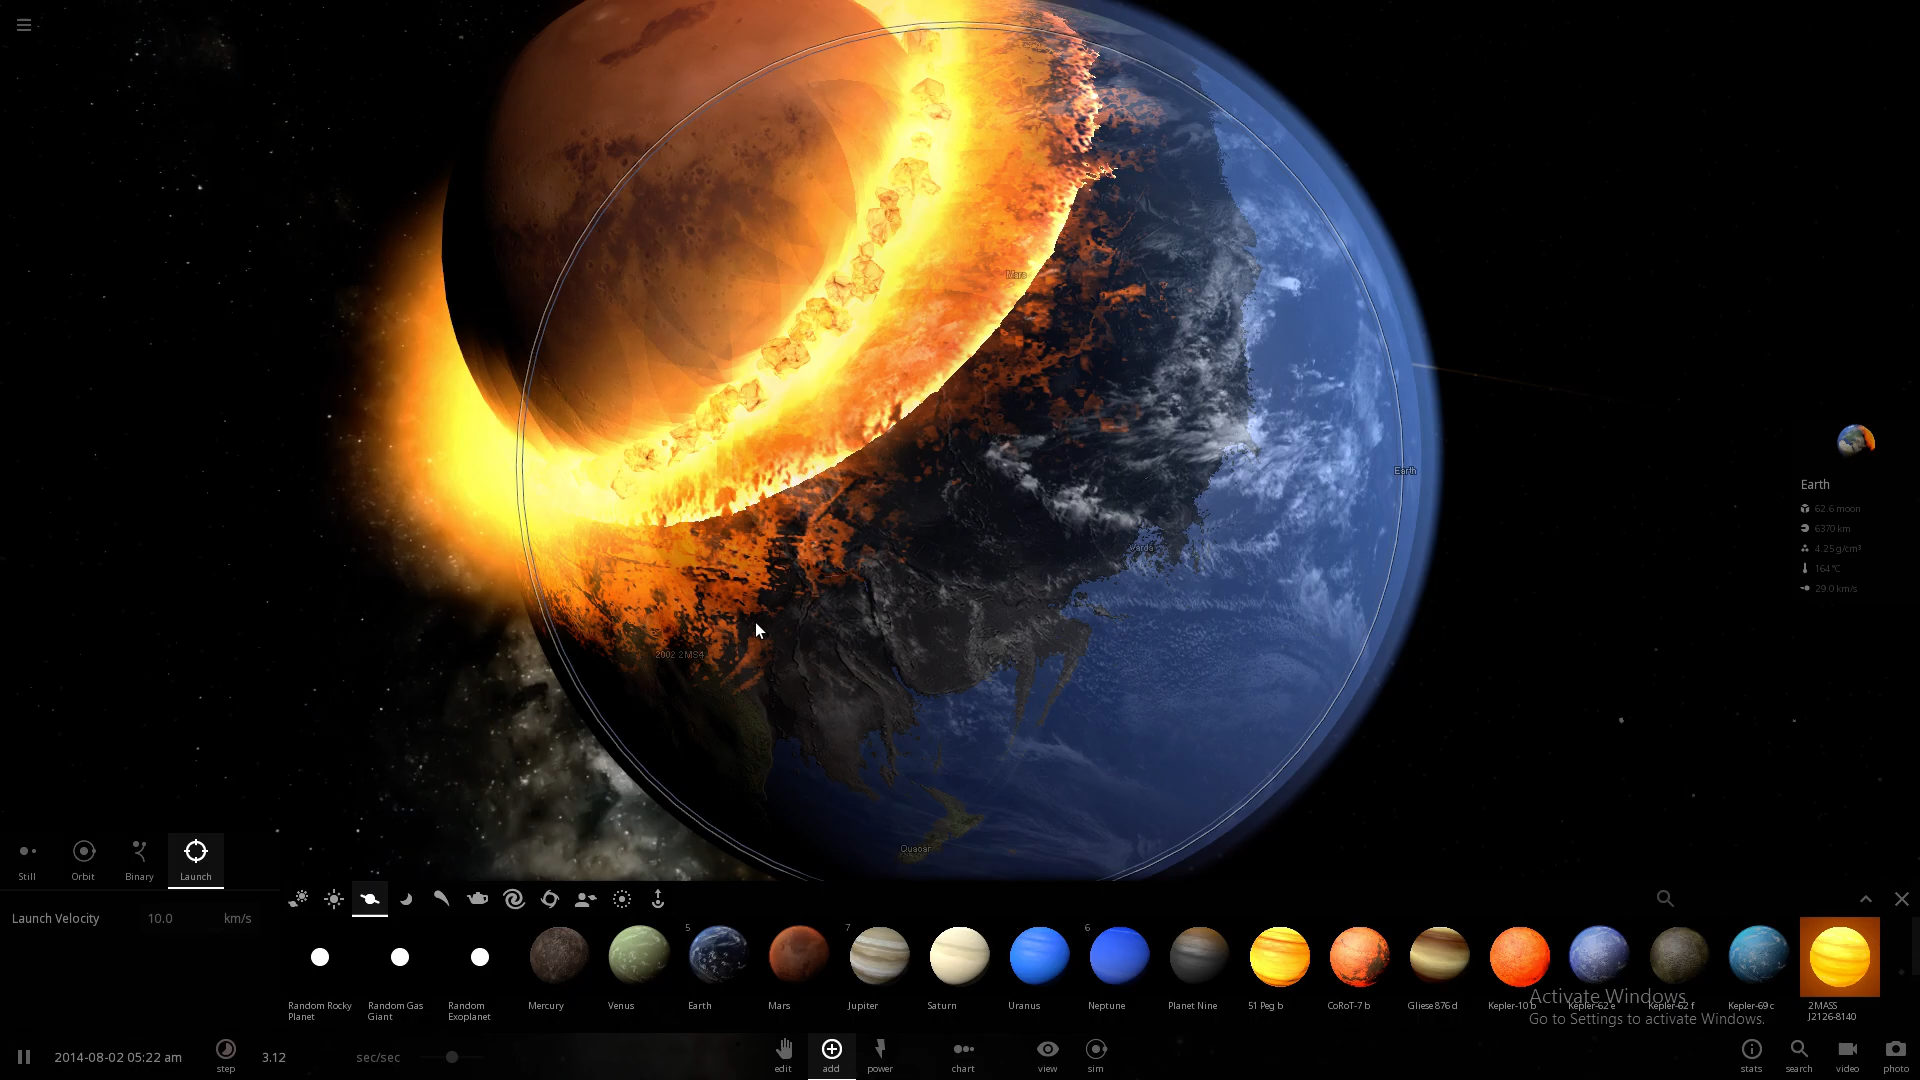 Mars
Earth
Varda
2002 2MS4
Quaoar
Earth
62.6 moon
6370 km
4.25 g/cm³
164 °C
29.0 km/s
Still
Orbit
Binary
Launch
Launch Velocity 10.0 km/s
5
7
6
Random Rocky Planet
Random Gas Giant
Random Exoplanet
Mercury
Venus
Earth
Mars
Jupiter
Saturn
Uranus
Neptune
Planet Nine
51 Peg b
CoRoT-7 b
Gliese 876 d
Kepler-10 b
Kepler-62 e
Kepler-62 f
Kepler-69 c
2MASS J2126-8140
Activate Windows
Go to Settings to activate Windows.
2014-08-02 05:22 am
step
3.12 sec/sec
edit
add
power
chart
view
sim
stats
search
video
photo